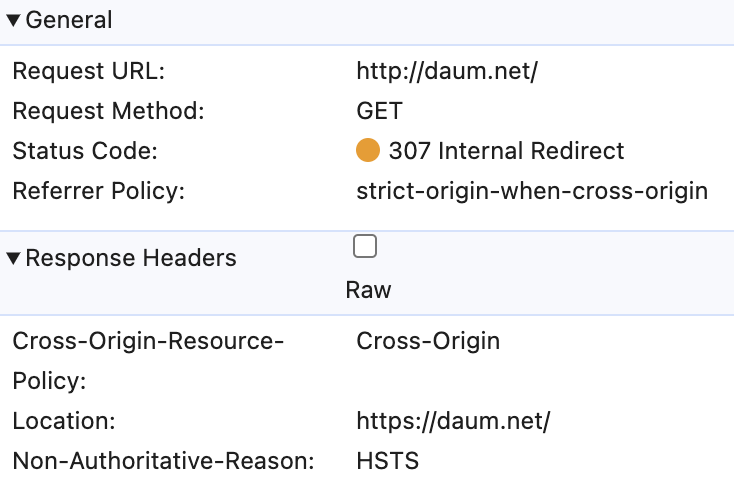 General
Request URL: http://daum.net/
Request Method: GET
Status Code: 307 Internal Redirect
Referrer Policy: strict-origin-when-cross-origin
Response Headers
Raw
Cross-Origin-Resource- Cross-Origin
Policy:
Location: https://daum.net/
Non-Authoritative-Reason: HSTS